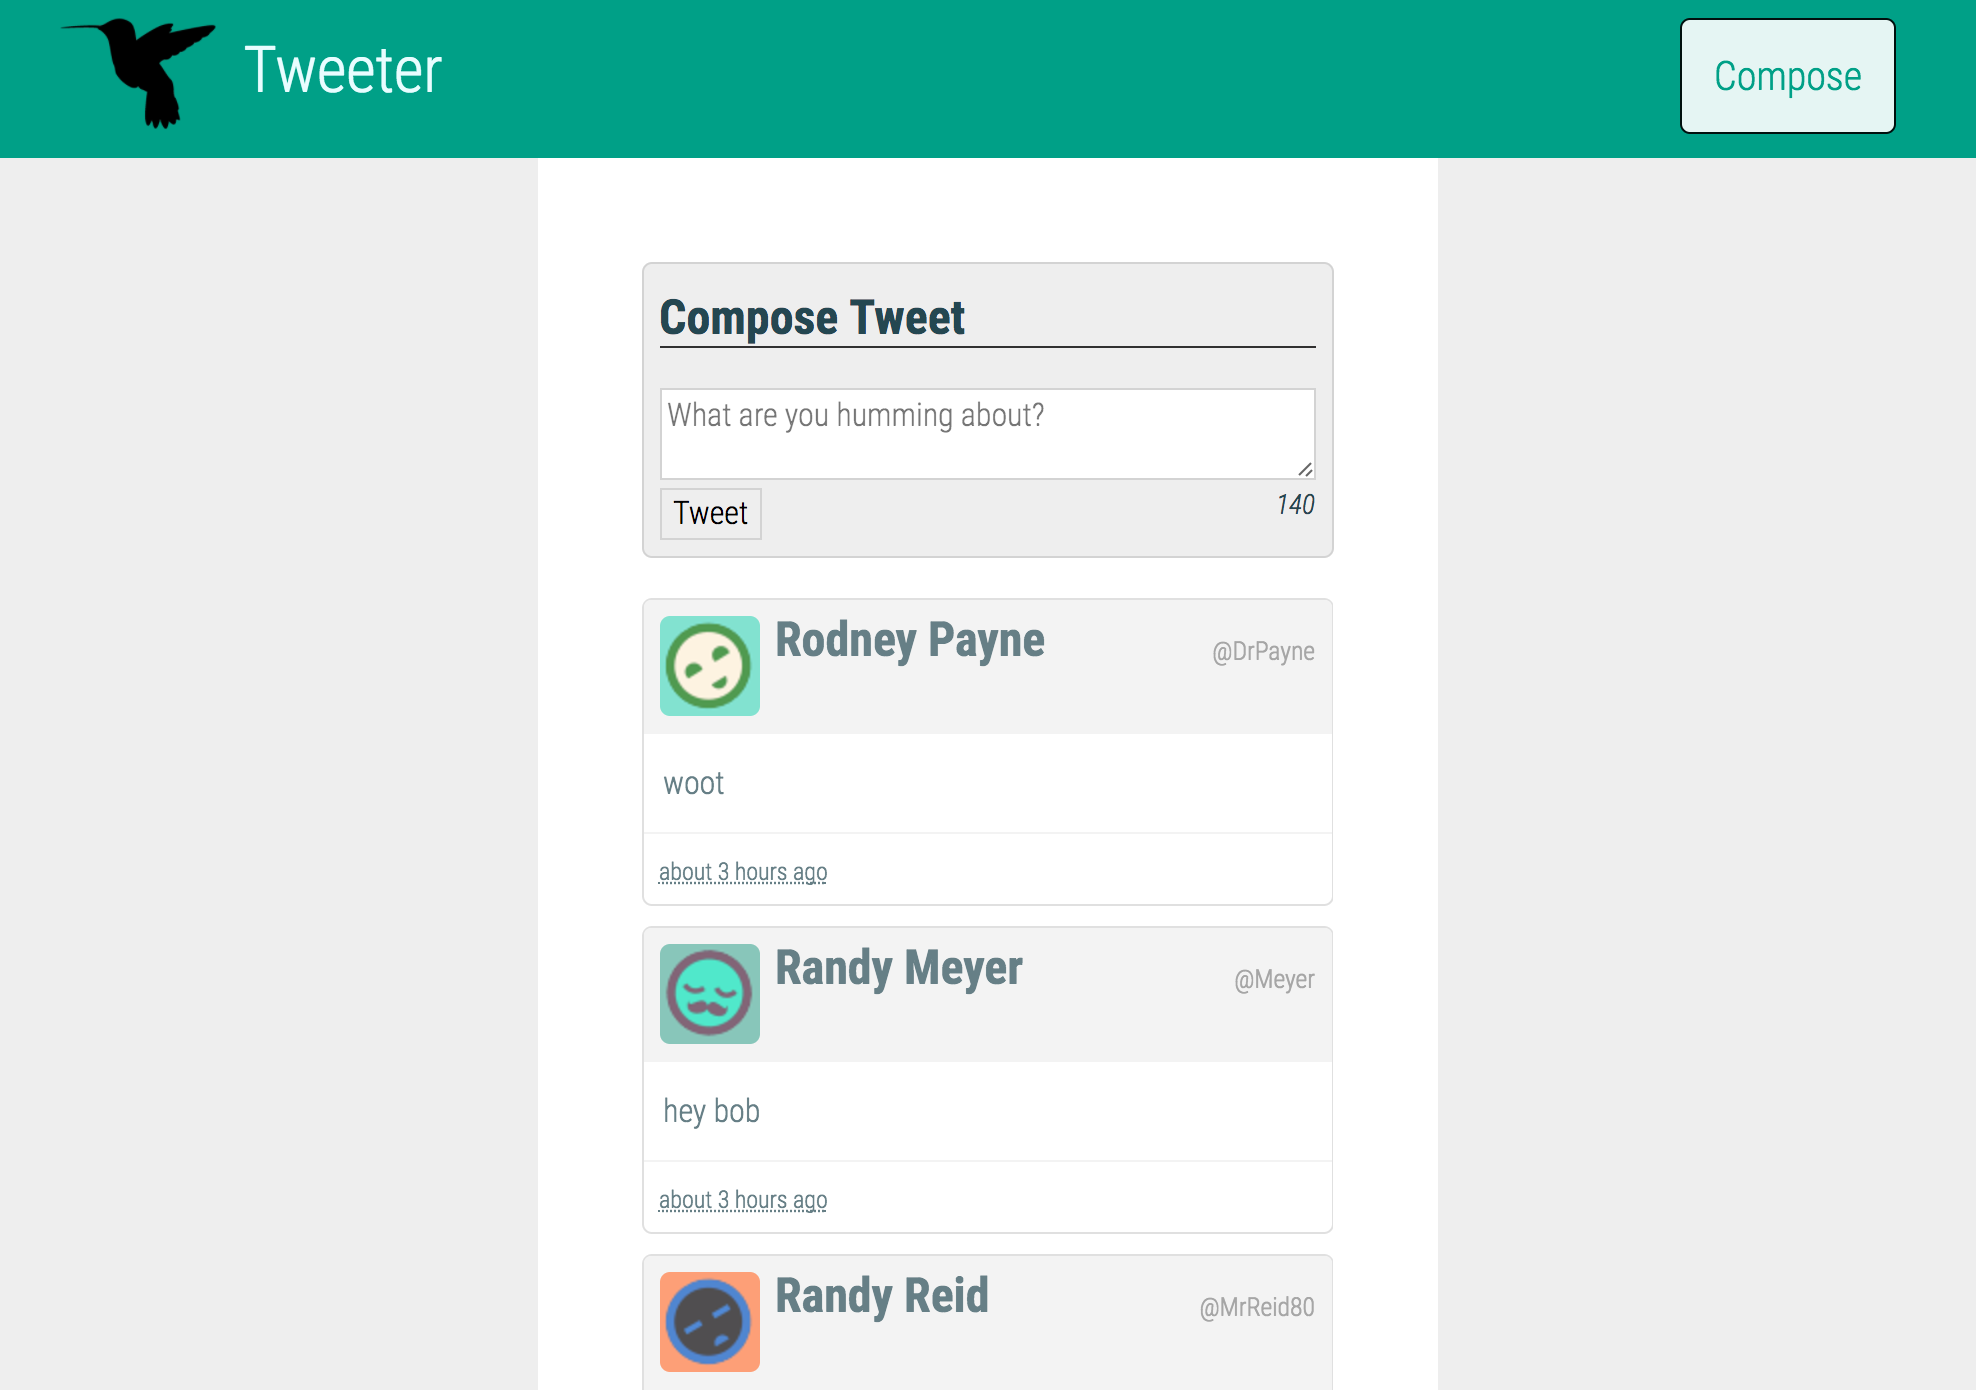 Tweeter
Compose
Compose Tweet
What are you humming about?
Tweet
140
Rodney Payne
@DrPayne
woot
about 3 hours ago
Randy Meyer
@Meyer
hey bob
about 3 hours ago
Randy Reid
@MrReid80